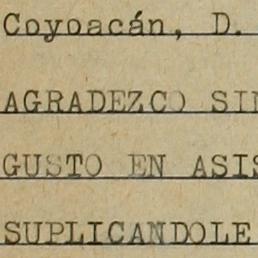 Coyoacán, D.
AGRADEZCO SIN
GUSTO EN ASIS
SUPLICANDOLE